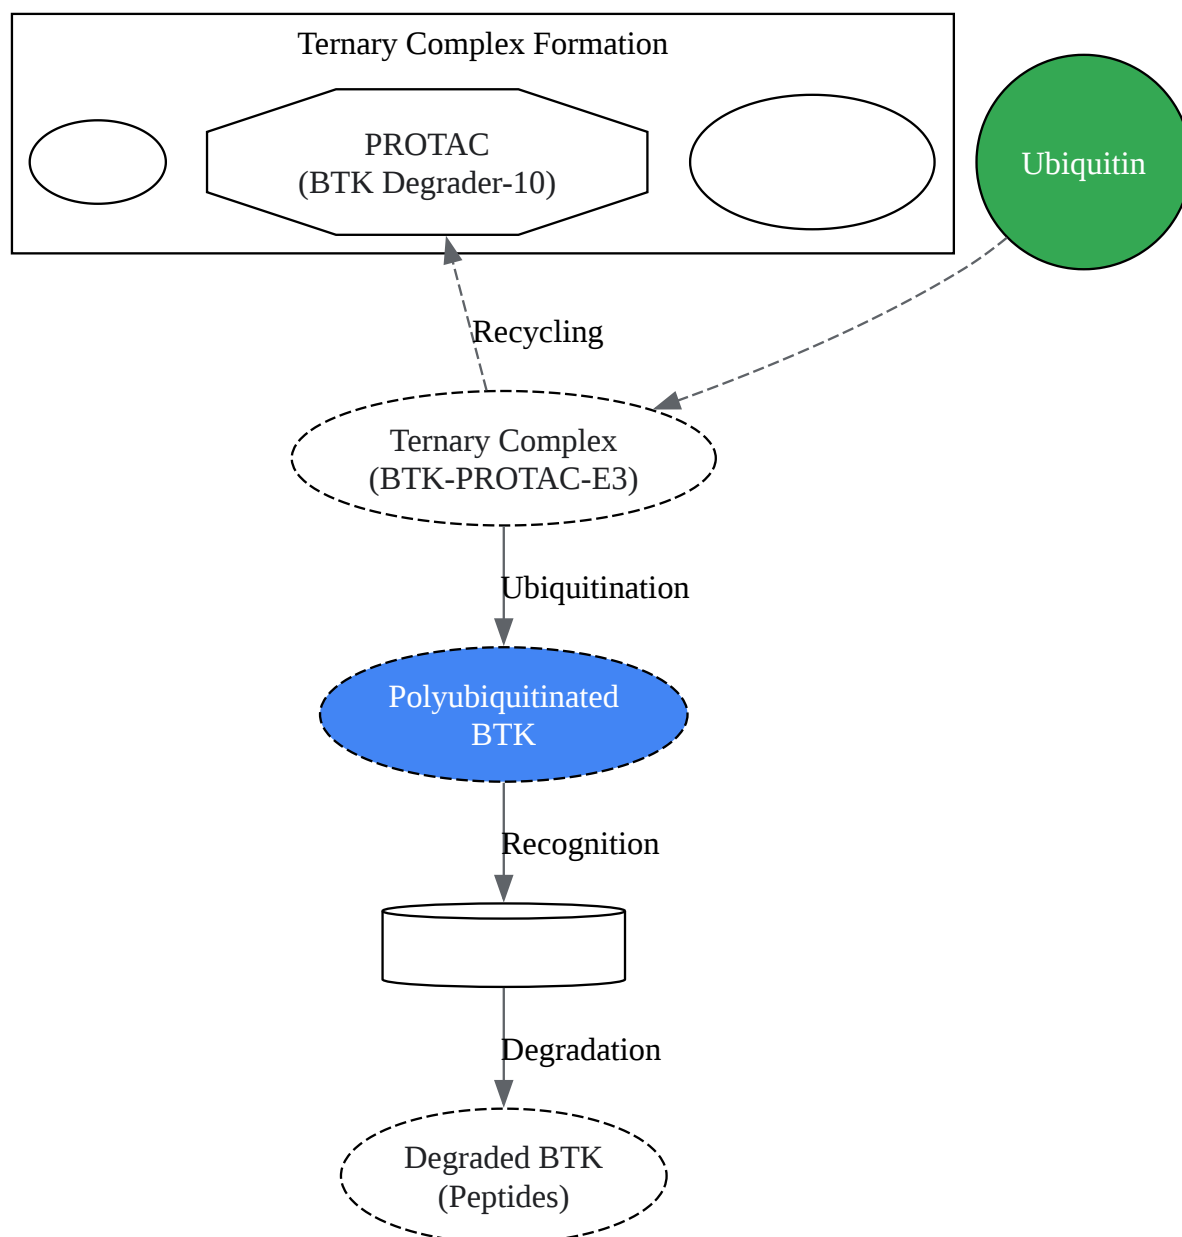 Ternary Complex Formation
PROTAC
(BTK Degrader-10)
Ubiquitin
Recycling
Ternary Complex
(BTK-PROTAC-E3)
Ubiquitination
Polyubiquitinated
BTK
Recognition
Degradation
Degraded BTK
(Peptides)